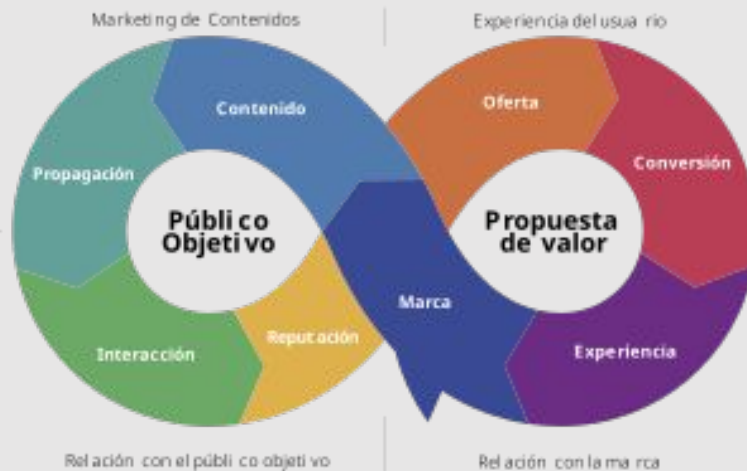 Marketing de Contenidos
Experiencia del usuario
Contenido
Oferta
Propagación
Conversión
Público
Objetivo
Propuesta
de valor
Marca
Reputación
Interacción
Experiencia
Relación con el público objetivo
Relación con la marca